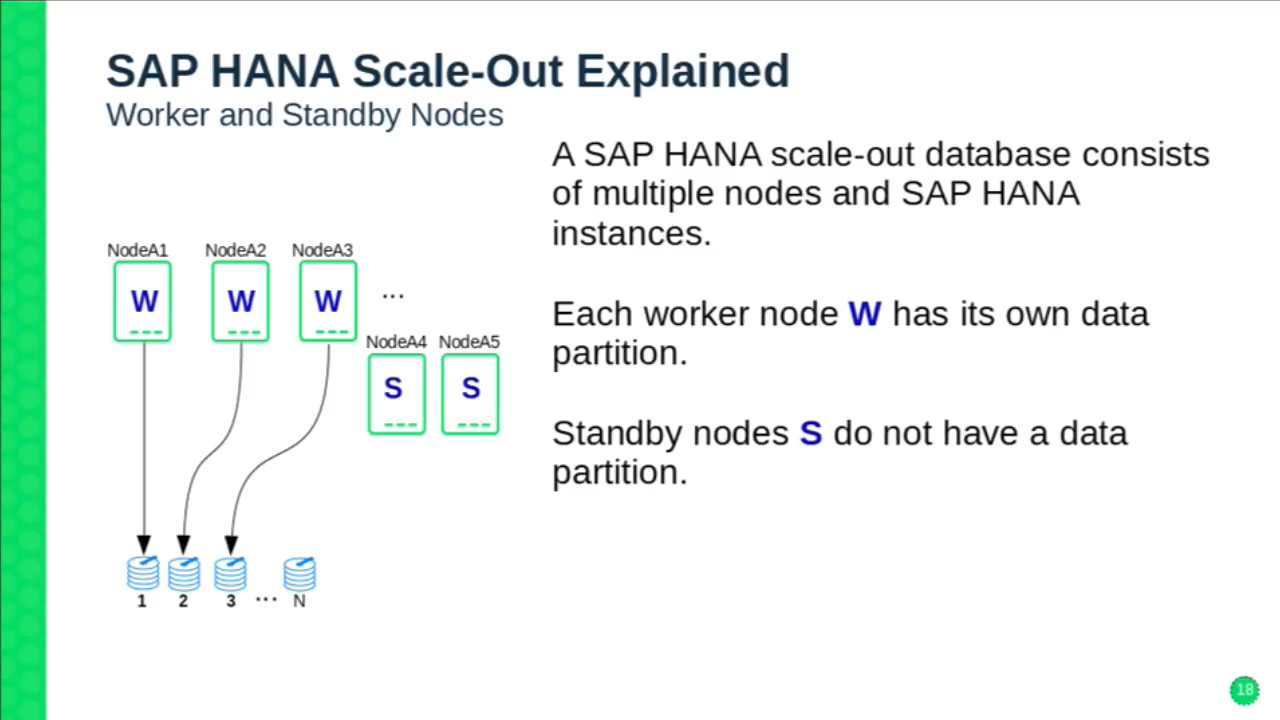 SAP HANA Scale-Out Explained
Worker and Standby Nodes
A SAP HANA scale-out database consists
of multiple nodes and SAP HANA
instances.
Each worker node W has its own data
partition.
Standby nodes S do not have a data
partition.
NodeA1 NodeA2 NodeA3
W W W ...
NodeA4 NodeA5
S S
1 2 3 ... N
18